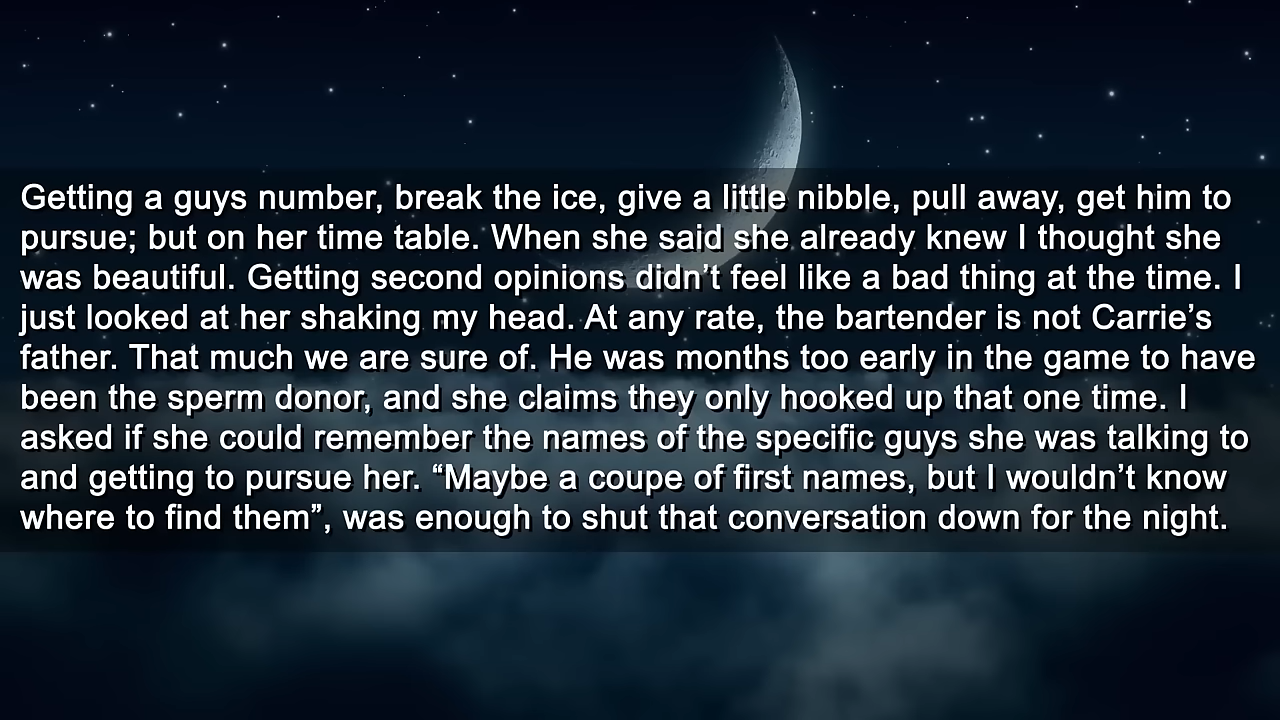 Getting a guys number, break the ice, give a little nibble, pull away, get him to
pursue; but on her time table. When she said she already knew I thought she
was beautiful. Getting second opinions didn’t feel like a bad thing at the time. I
just looked at her shaking my head. At any rate, the bartender is not Carrie’s
father. That much we are sure of. He was months too early in the game to have
been the sperm donor, and she claims they only hooked up that one time. I
asked if she could remember the names of the specific guys she was talking to
and getting to pursue her. “Maybe a coupe of first names, but I wouldn’t know
where to find them”, was enough to shut that conversation down for the night.